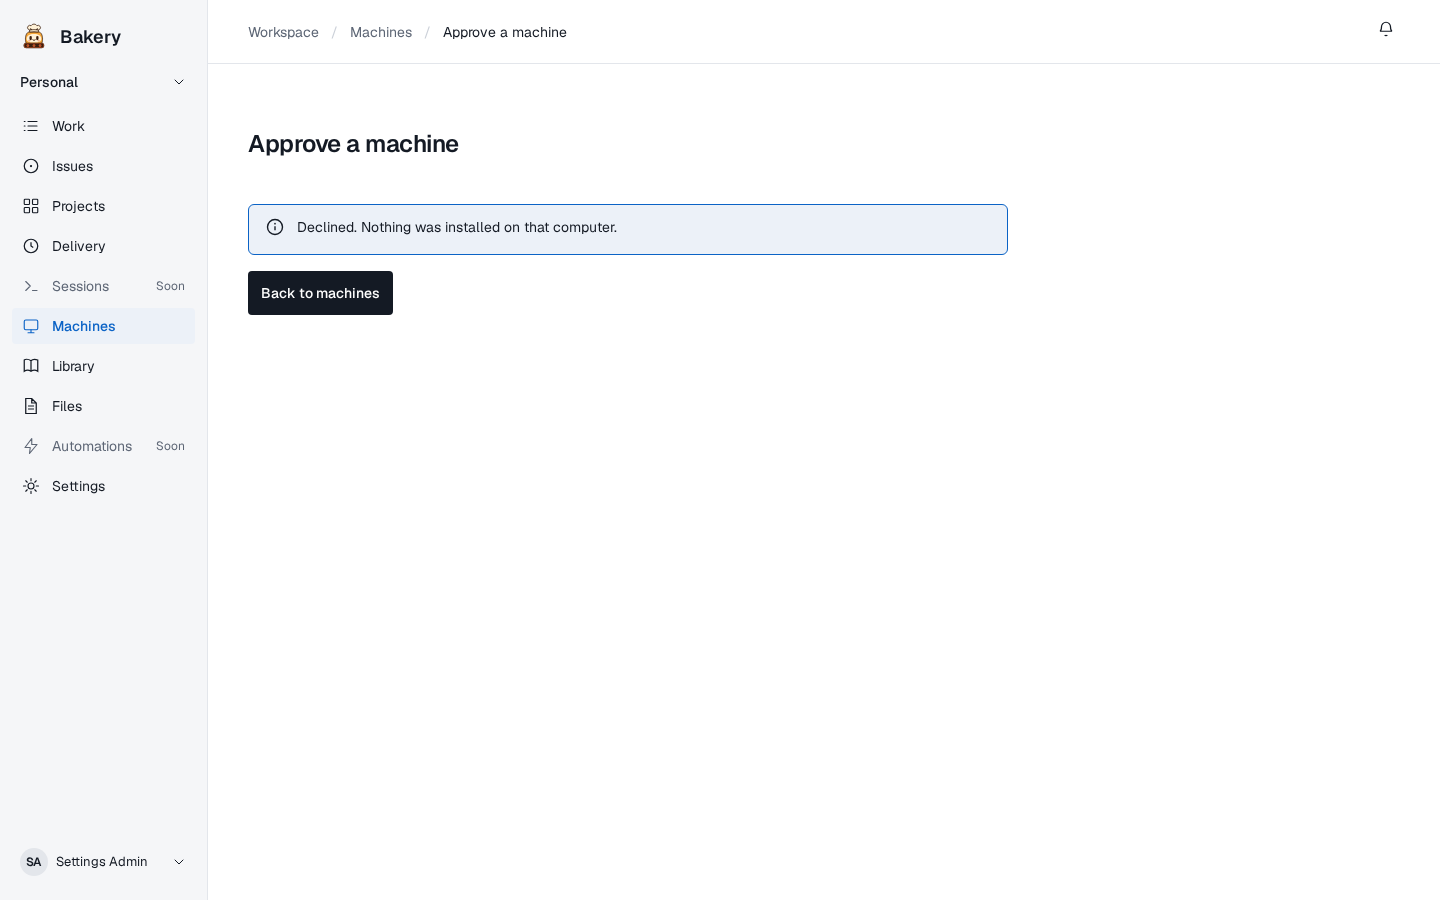 Bakery
Personal
Work
Issues
Projects
Delivery
Sessions Soon
Machines
Library
Files
Automations Soon
Settings
SA Settings Admin
Workspace / Machines / Approve a machine
Approve a machine
Declined. Nothing was installed on that computer.
Back to machines